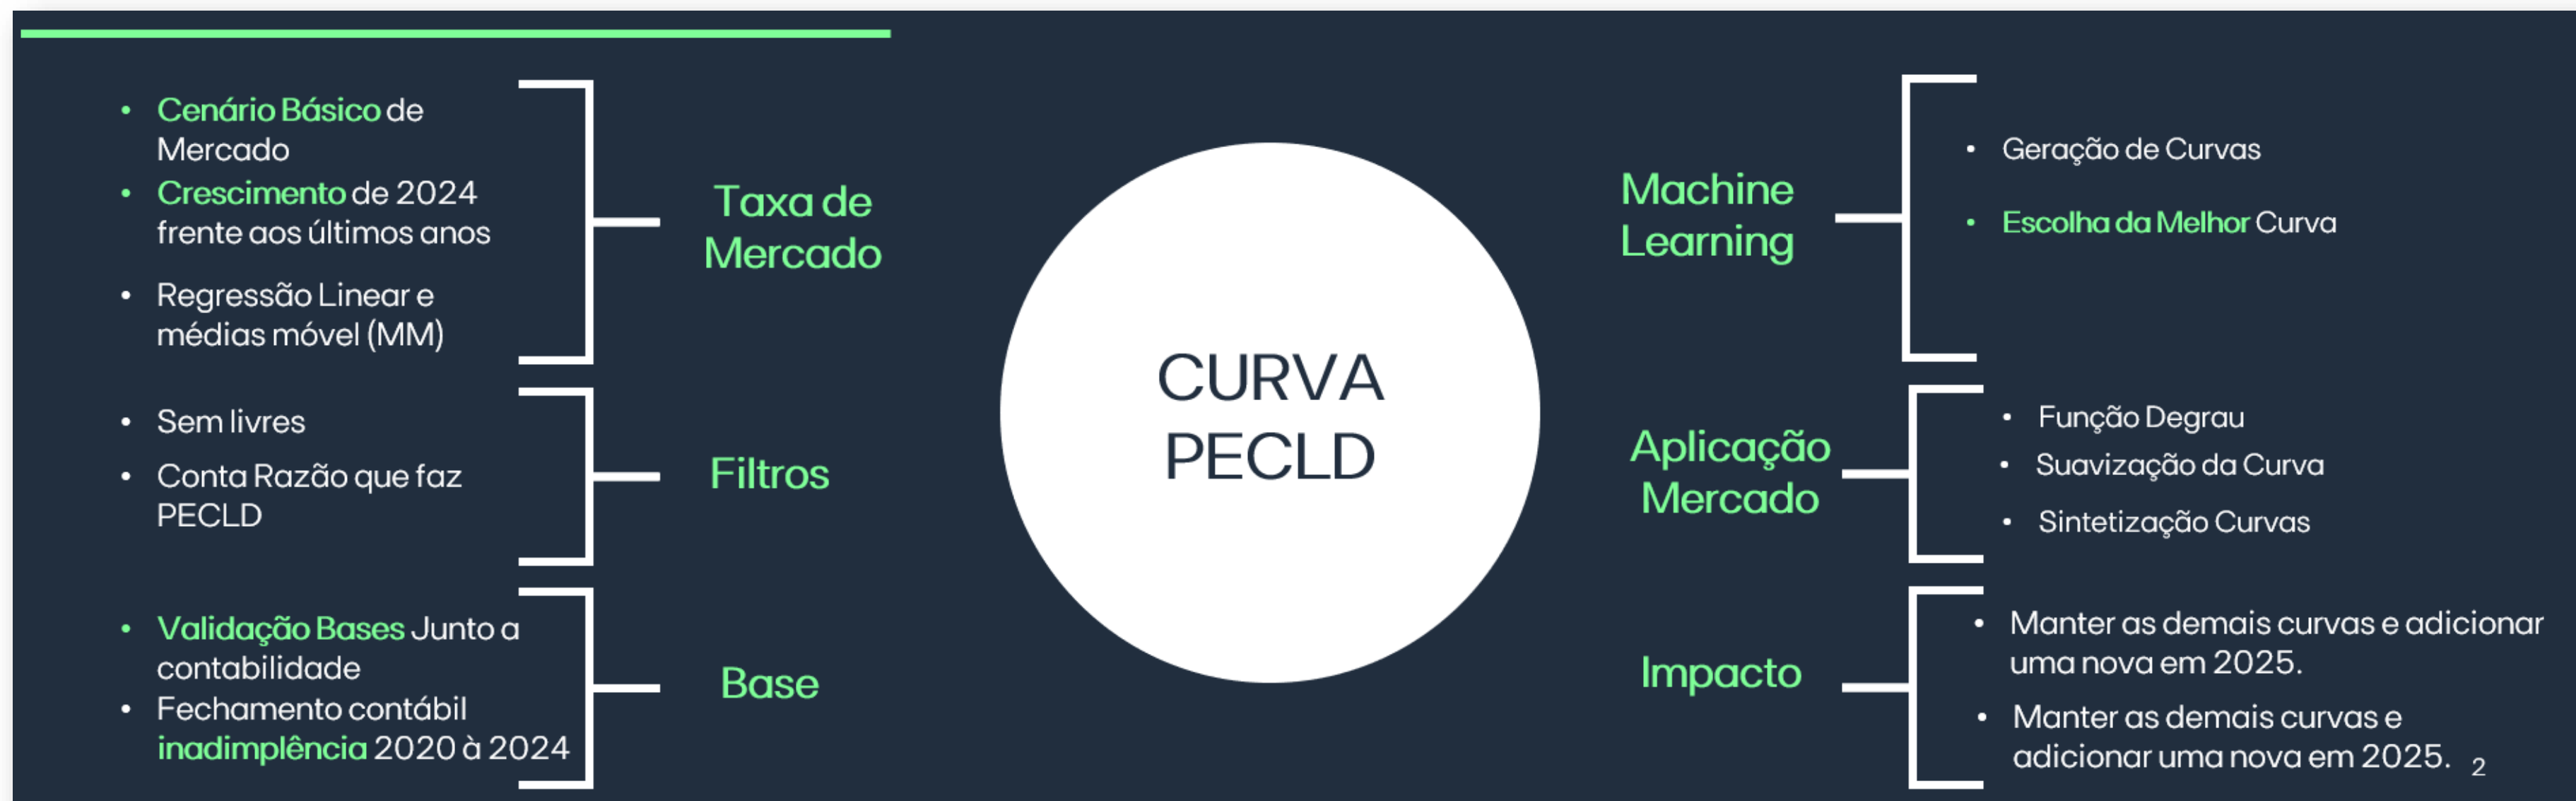 Cenário Básico de
Mercado
Crescimento de 2024
frente aos últimos anos
Regressão Linear e
médias móvel (MM)
Taxa de
Mercado
Sem livres
Conta Razão que faz
PECLD
Filtros
Validação Bases Junto a
contabilidade
Fechamento contábil
inadimplência 2020 à 2024
Base
CURVA
PECLD
Machine
Learning
Geração de Curvas
Escolha da Melhor Curva
Aplicação
Mercado
Função Degrau
Suavização da Curva
Sintetização Curvas
Impacto
Manter as demais curvas e adicionar
uma nova em 2025.
Manter as demais curvas e
adicionar uma nova em 2025.
2